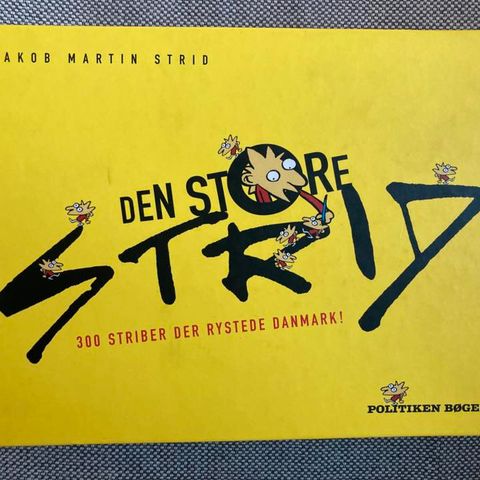 AKOB MARTIN STRID
DEN STORE
STRID
300 STRIBER DER RYSTEDE DANMARK!
POLITIKEN BØGE